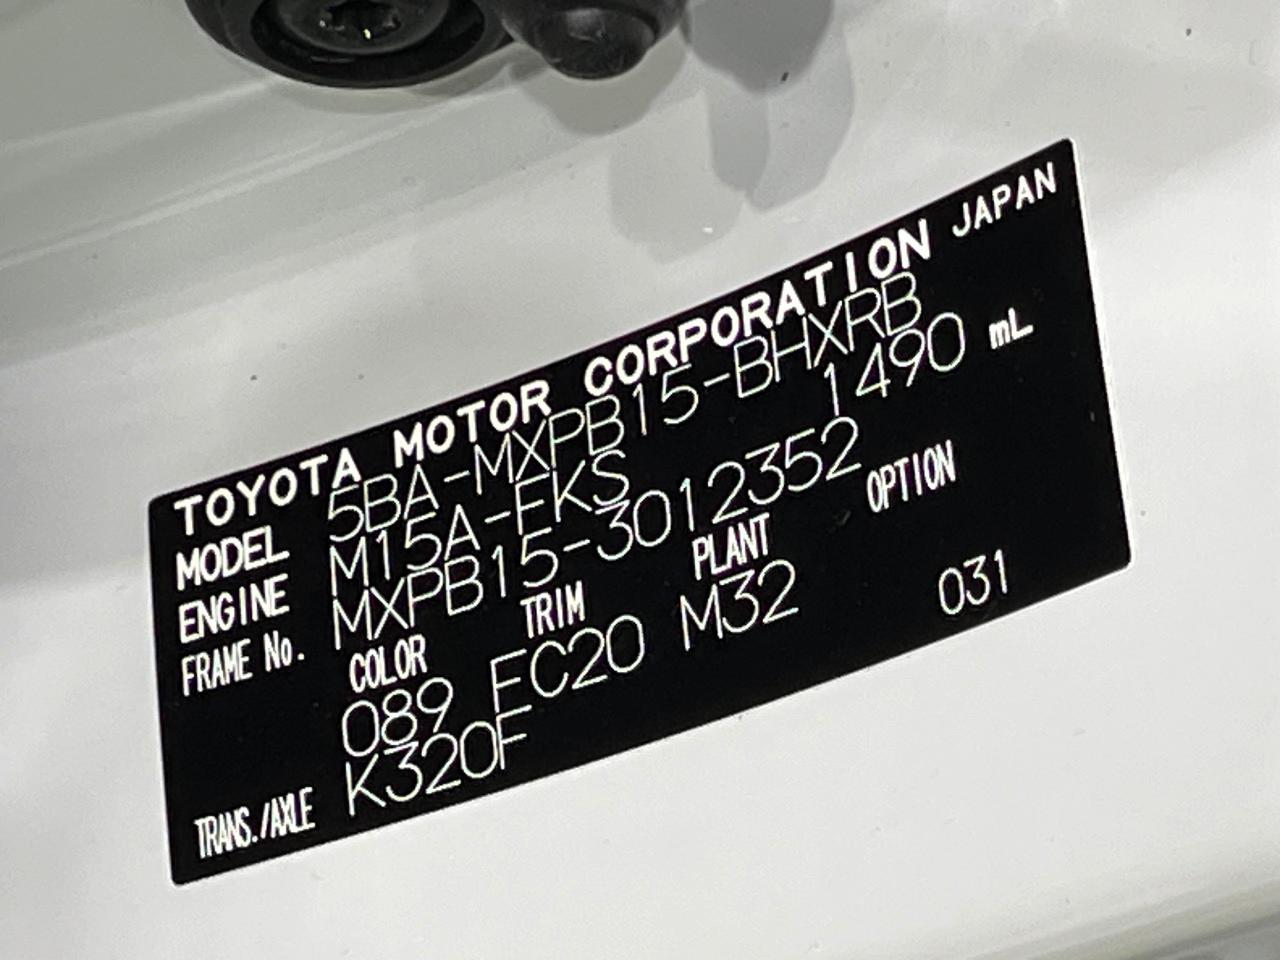 TOYOTA MOTOR CORPORATION JAPAN
MODEL 5BA-MXPB15-BHXRB
ENGINE M15A-FKS 1490 mL
FRAME No. MXPB15-3012352
COLOR TRIM PLANT OPTION
089 FC20 M32 031
TRANS./AXLE K320F